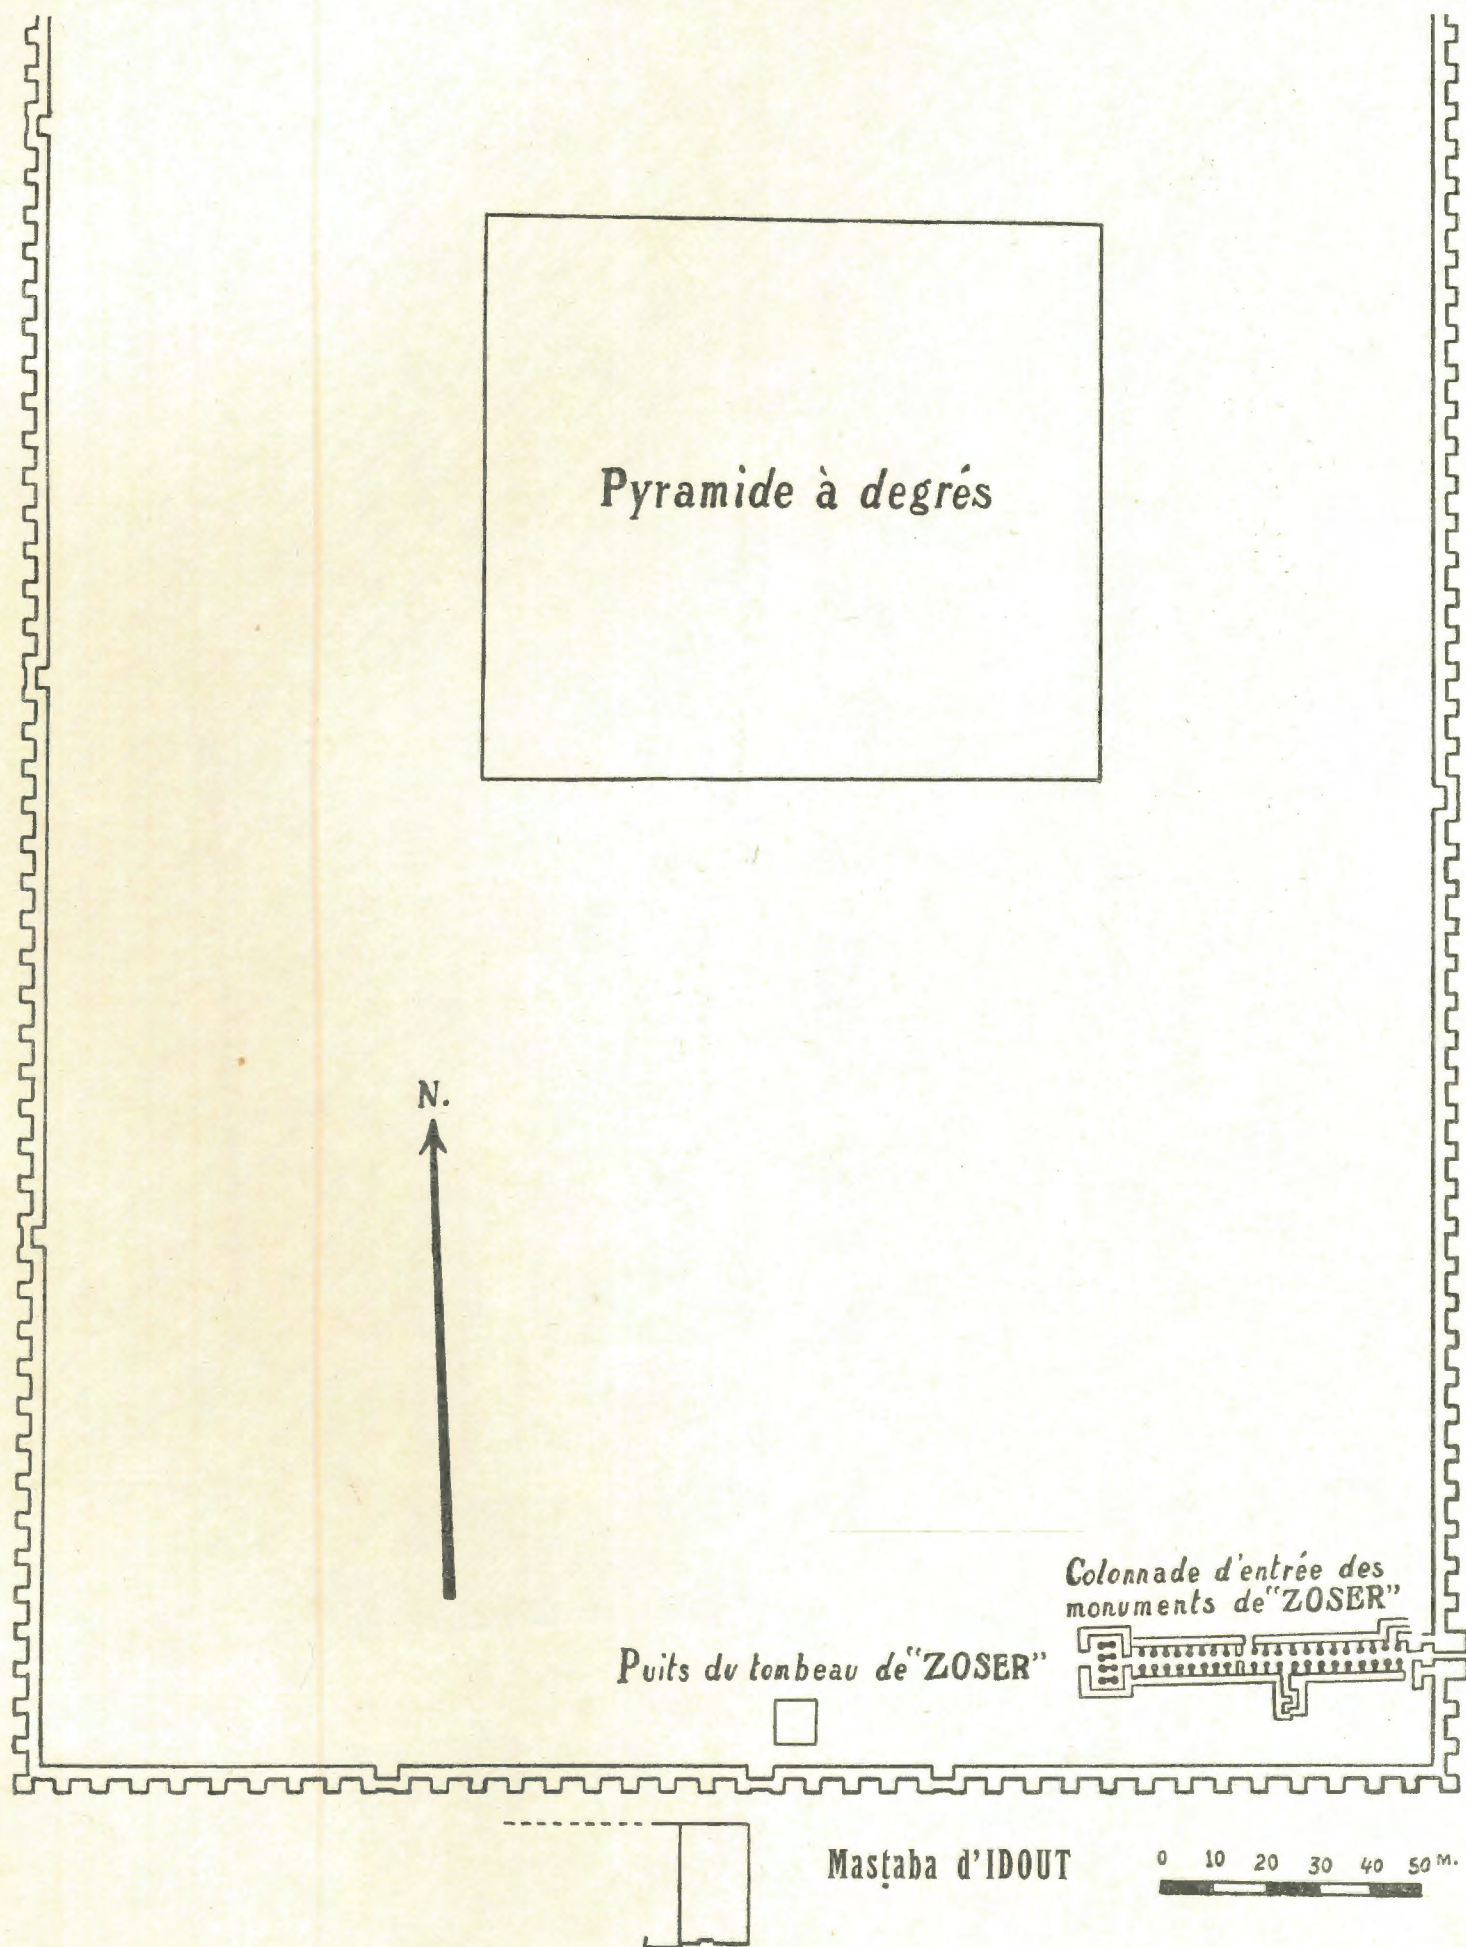 Pyramide à degrés
N.
Colonnade d'entrée des
monuments de "ZOSER"
Puits du tombeau de "ZOSER"
Masṭaba d'IDOUT
0 10 20 30 40 50 M.